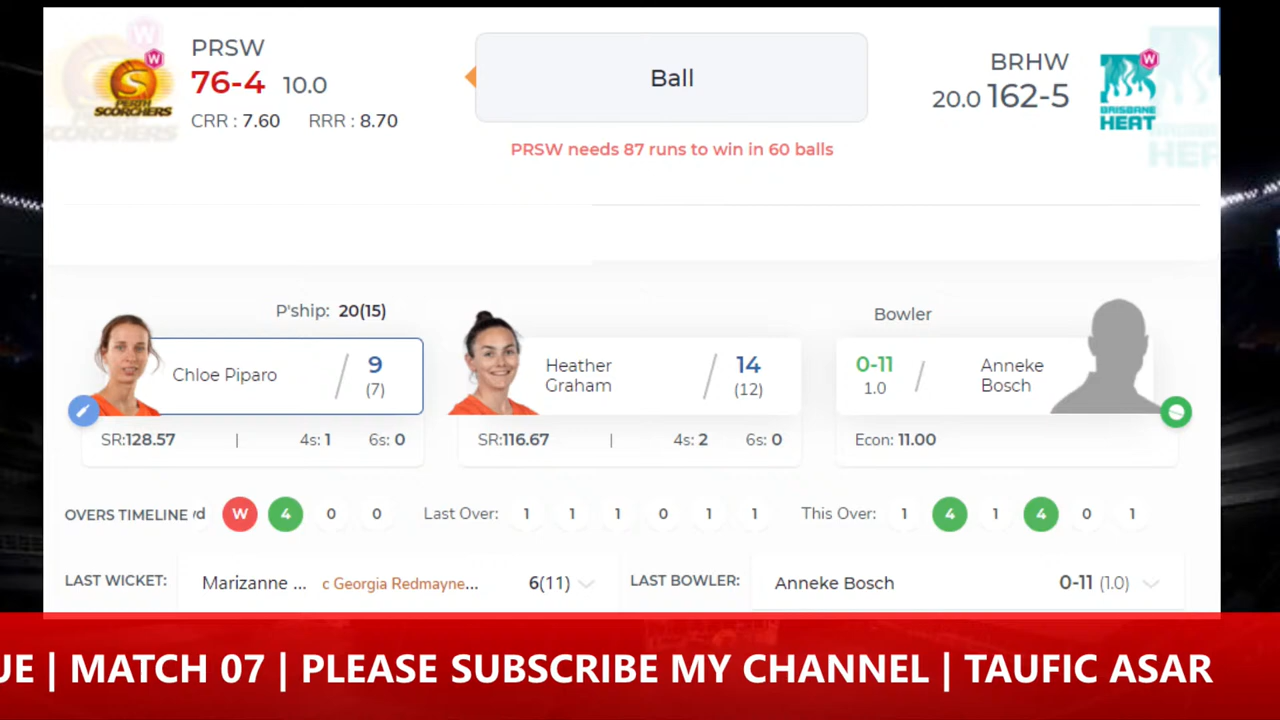 PRSW
76-4 10.0
CRR : 7.60 RRR : 8.70
W
S
PERTH
SCORCHERS
Ball
PRSW needs 87 runs to win in 60 balls
BRHW
20.0 162-5
W
BRISBANE
HEAT
P'ship: 20(15)
Chloe Piparo 9
(7)
SR:128.57 | 4s: 1 6s: 0
Heather
Graham
14
(12)
SR:116.67 | 4s: 2 6s: 0
Bowler
0-11
1.0
Anneke
Bosch
Econ: 11.00
OVERS TIMELINE rd W 4 0 0 Last Over: 1 1 1 0 1 1 This Over: 1 4 1 4 0 1
LAST WICKET: Marizanne ... c Georgia Redmayne... 6(11) LAST BOWLER: Anneke Bosch 0-11 (1.0)
UE | MATCH 07 | PLEASE SUBSCRIBE MY CHANNEL | TAUFIC ASAR